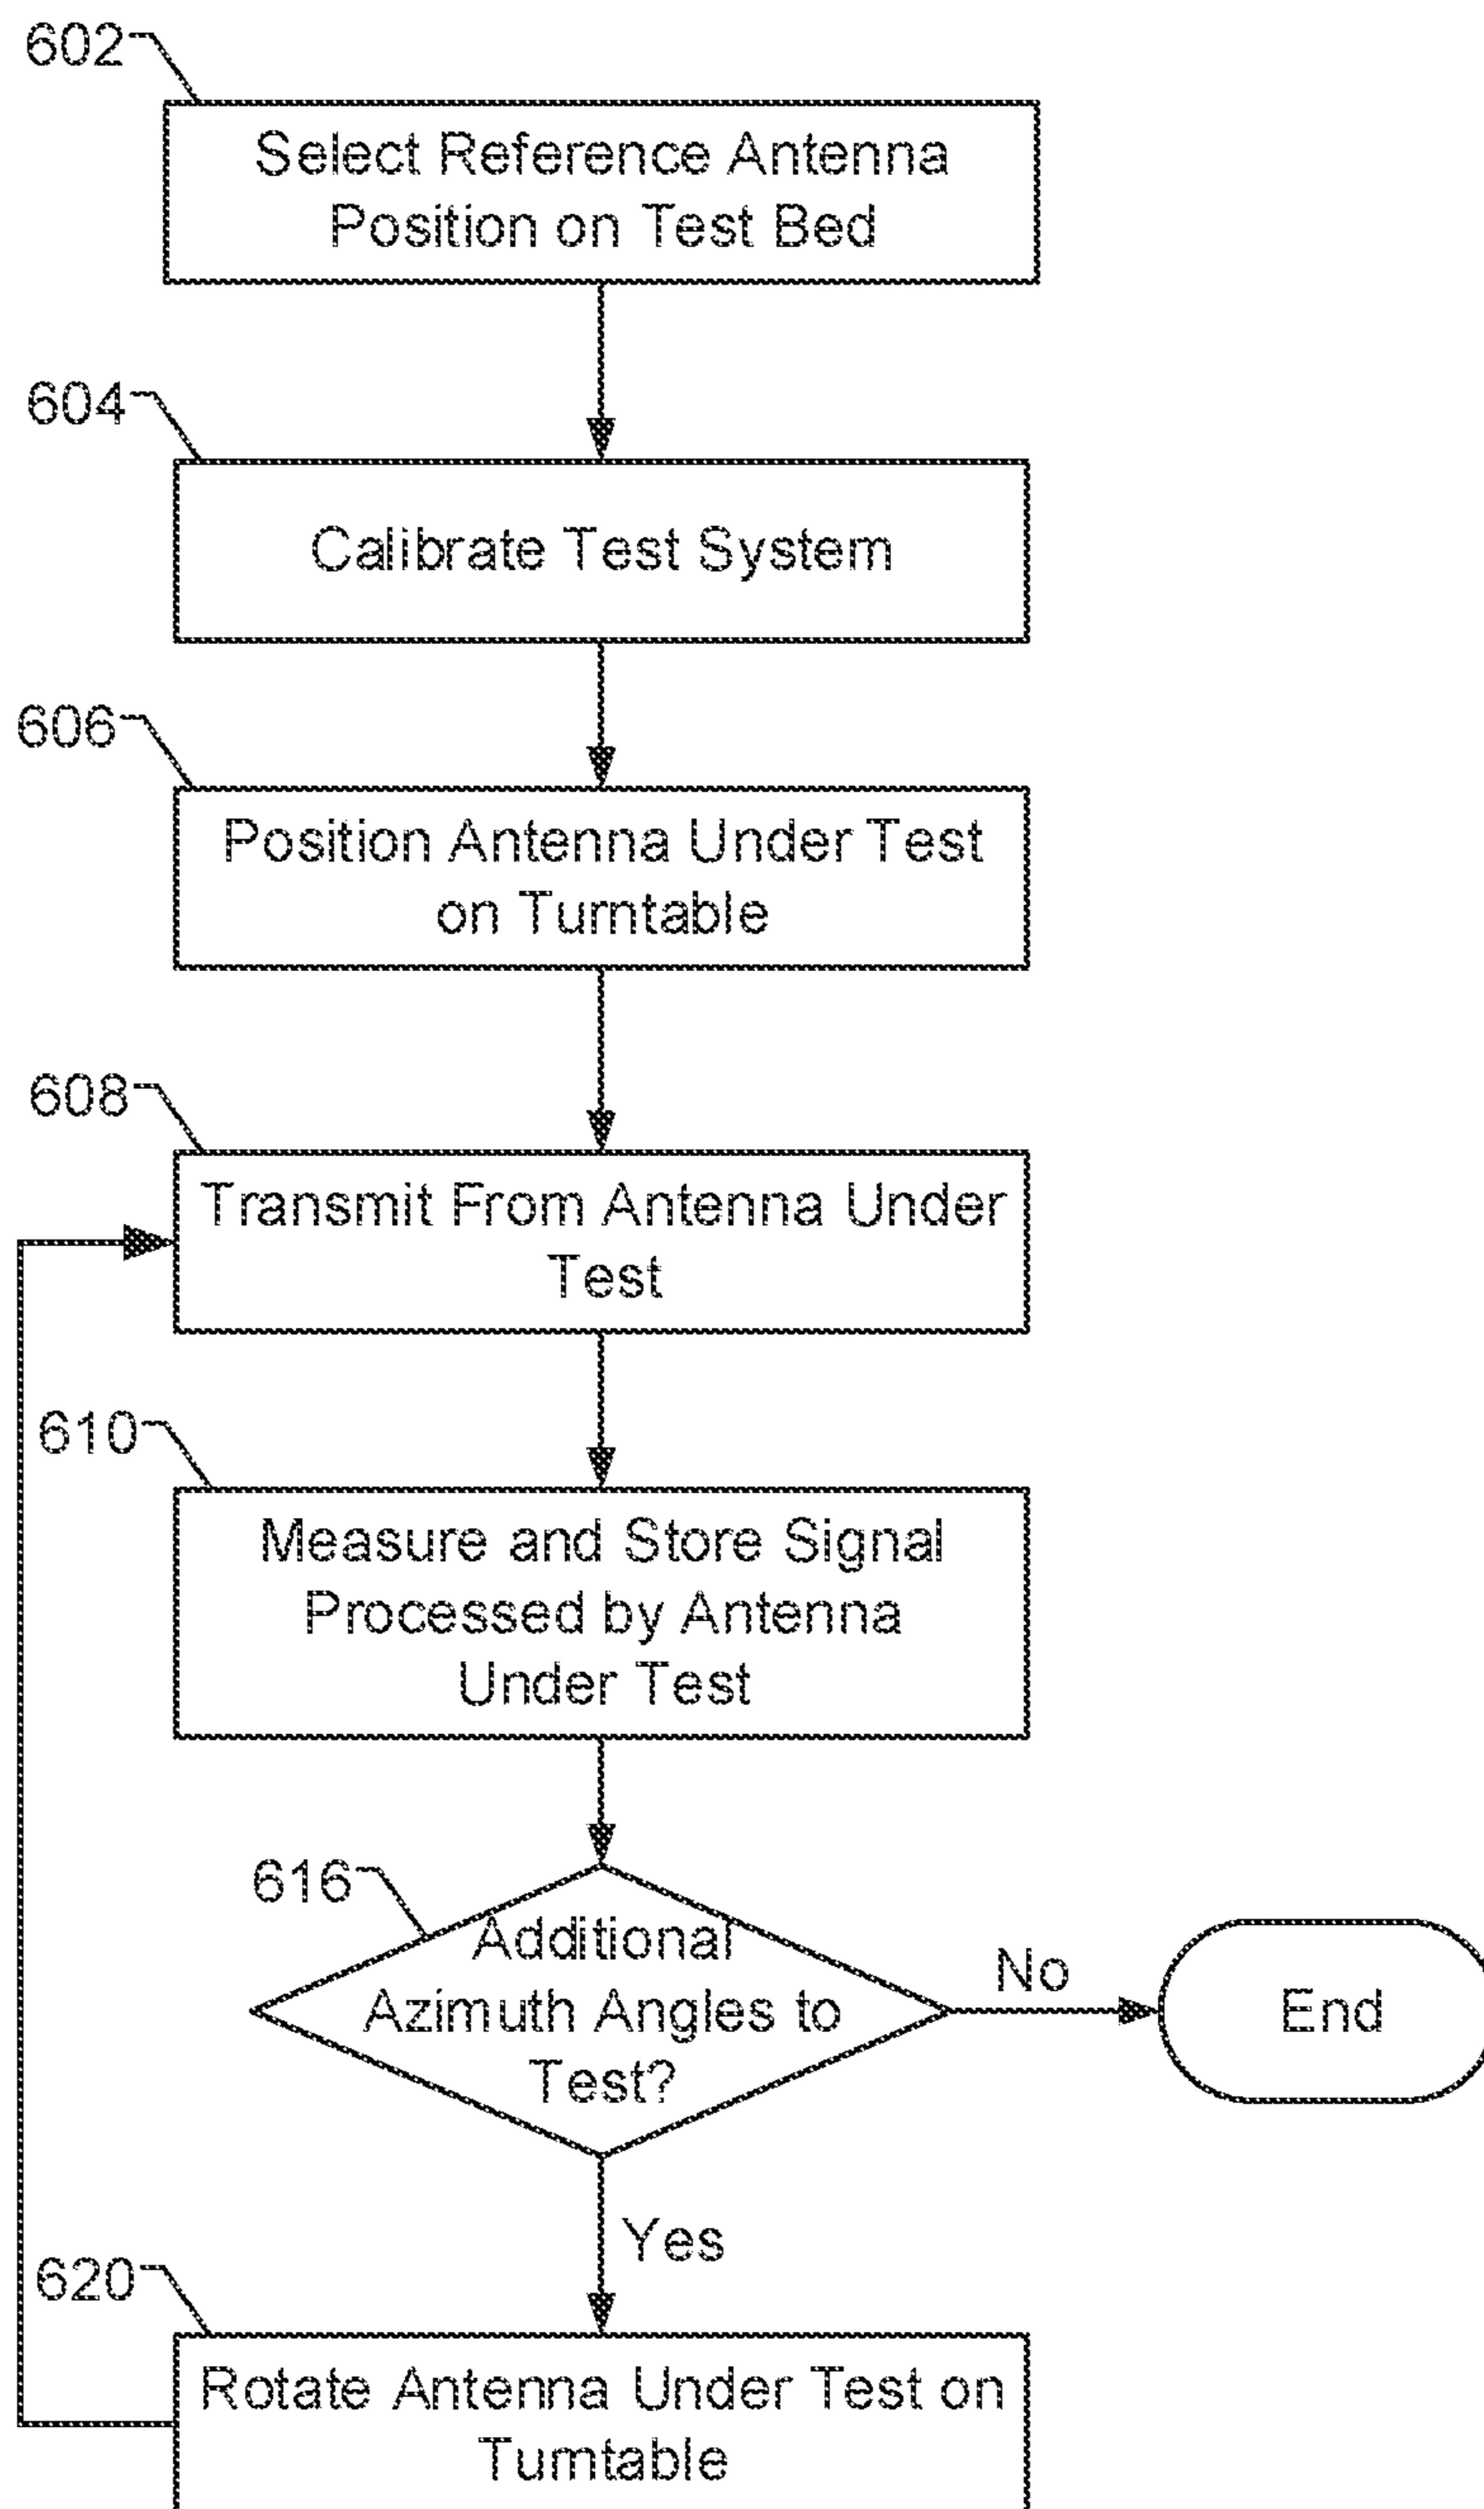 602
Select Reference Antenna
Position on Test Bed
604
Calibrate Test System
606
Position Antenna Under Test
on Turntable
608
Transmit From Antenna Under
Test
610
Measure and Store Signal
Processed by Antenna
Under Test
616
Additional
Azimuth Angles to
Test?
No
End
Yes
620
Rotate Antenna Under Test on
Turntable